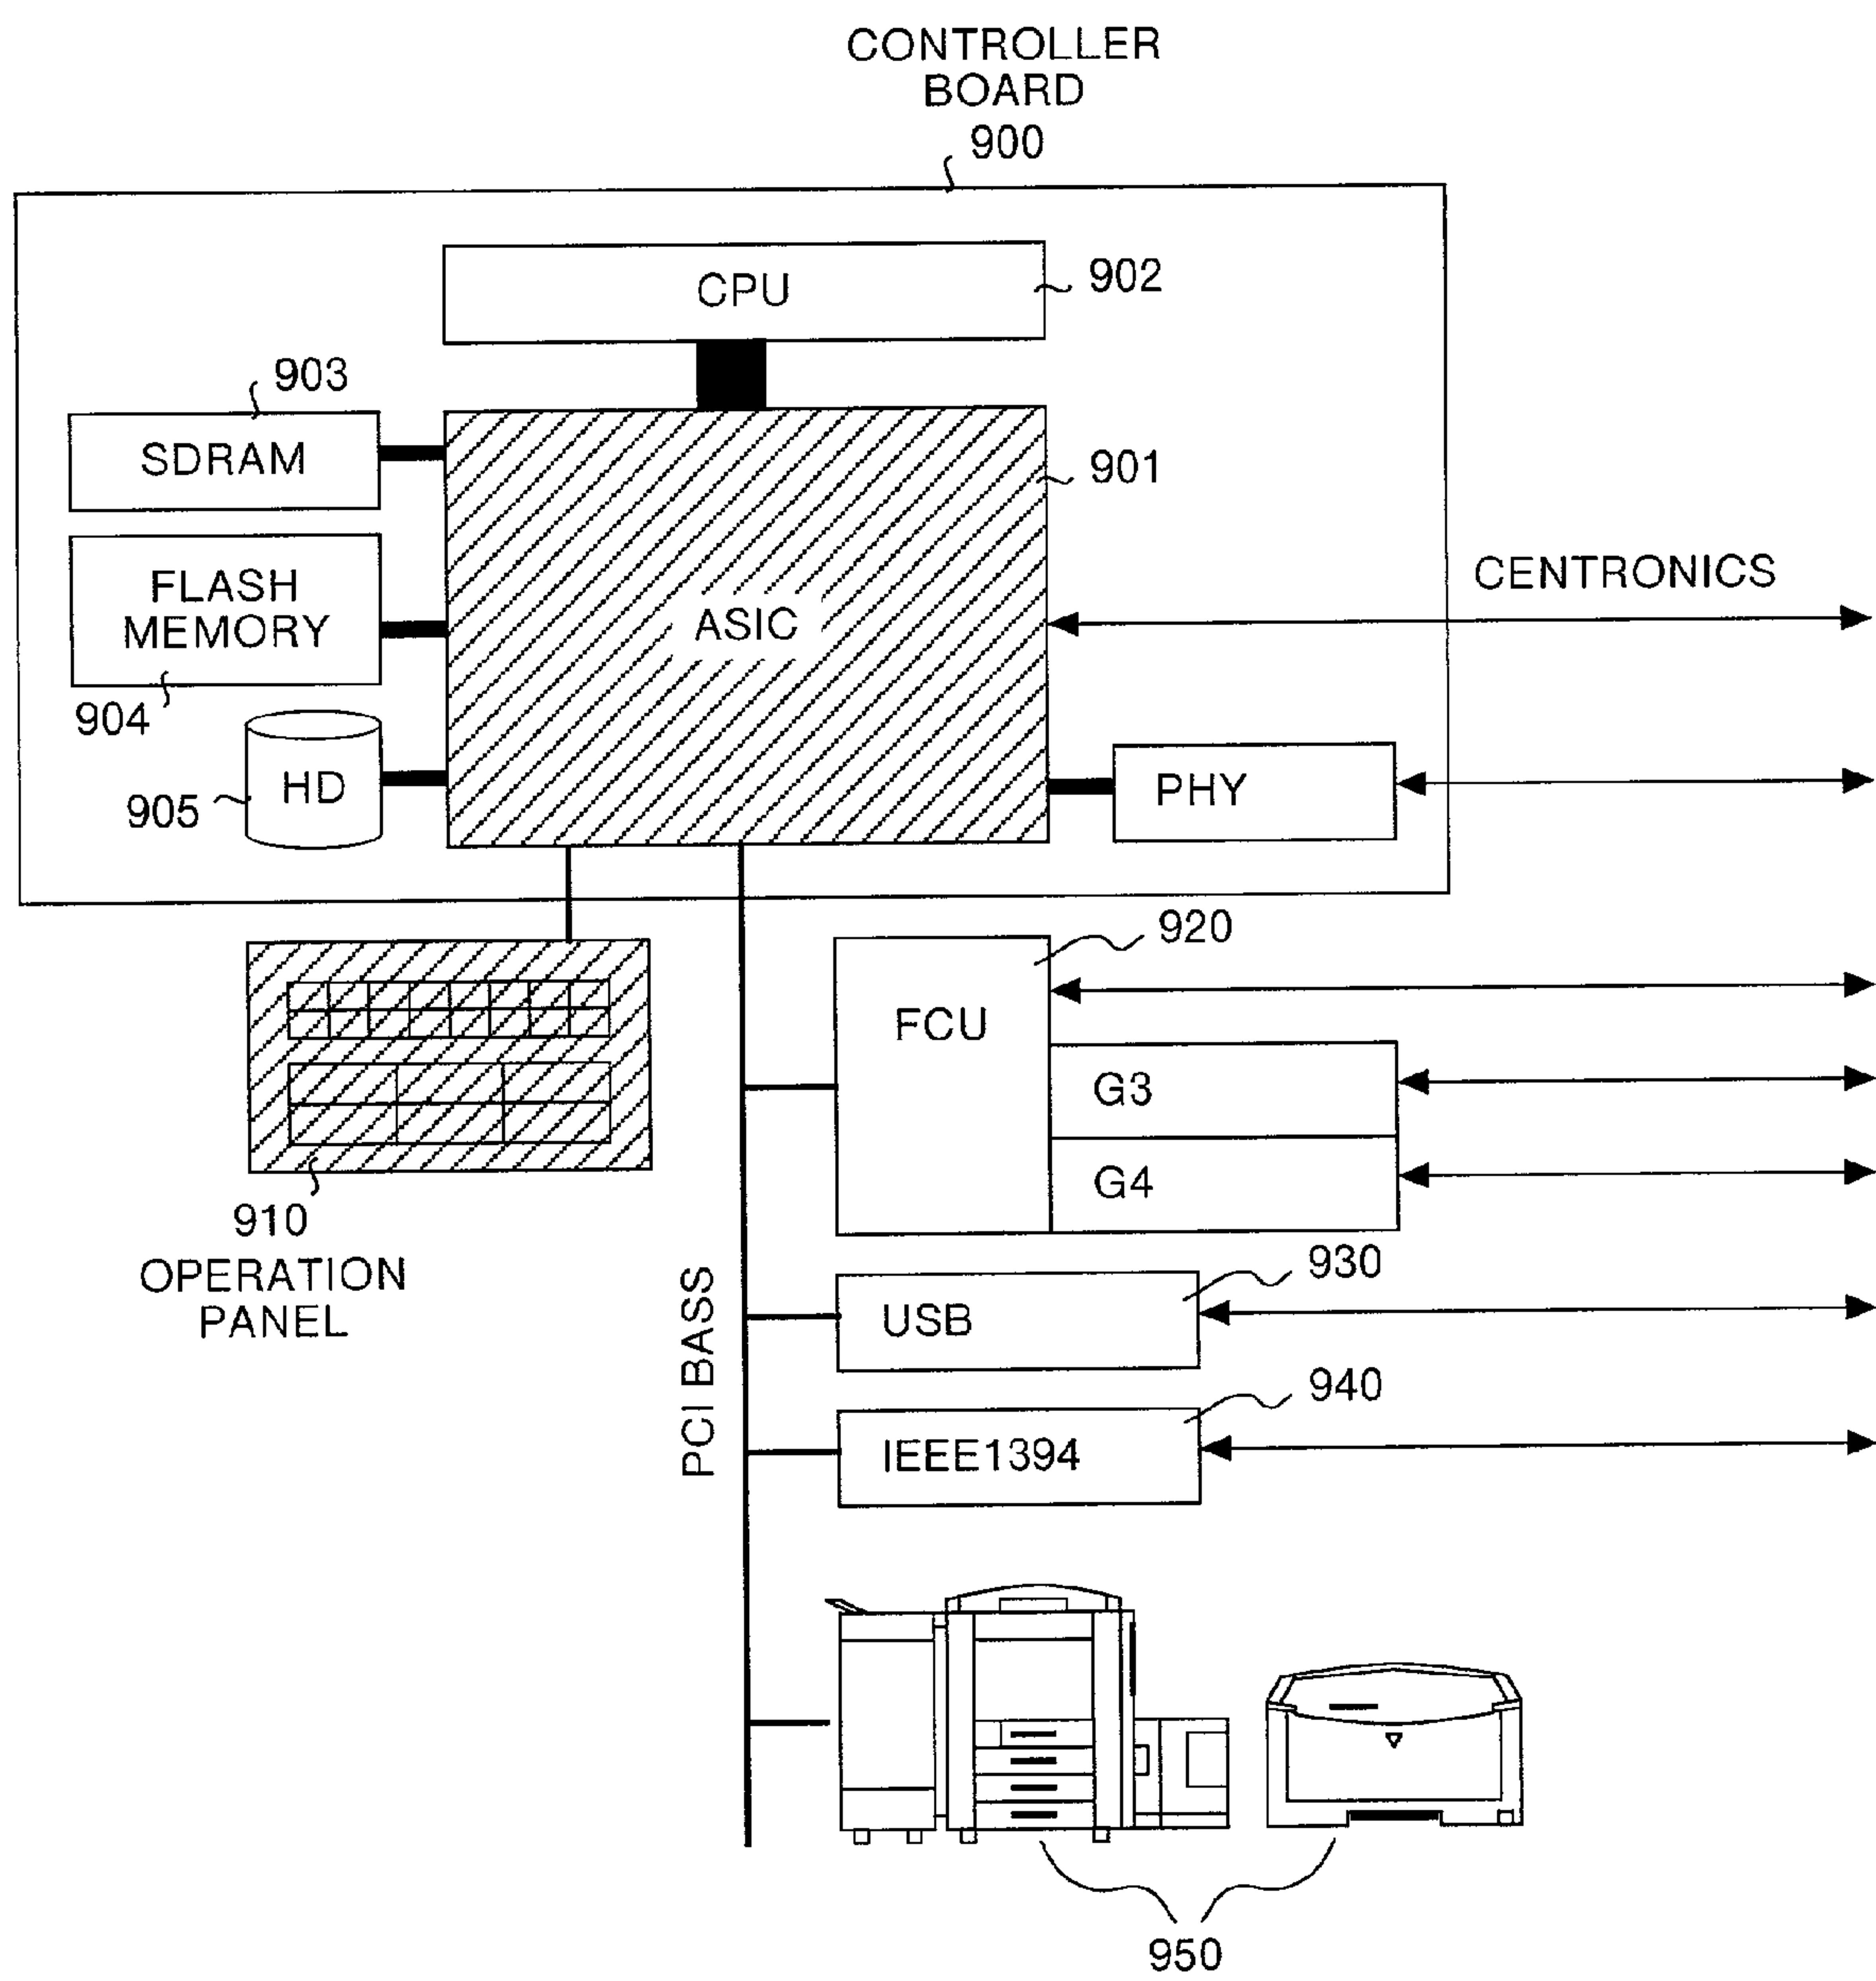 CONTROLLER
BOARD
900
CPU
902
903
SDRAM
901
FLASH
MEMORY
904
ASIC
CENTRONICS
905
HD
PHY
920
FCU
G3
G4
910
OPERATION
PANEL
PCI BASS
930
USB
940
IEEE1394
950